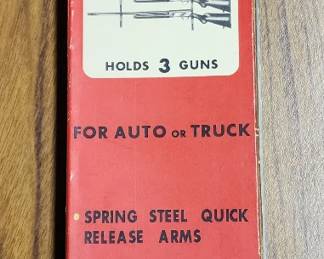 HOLDS 3 GUNS
FOR AUTO OR TRUCK
• SPRING STEEL QUICK
RELEASE ARMS